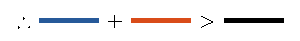 ∴ + >